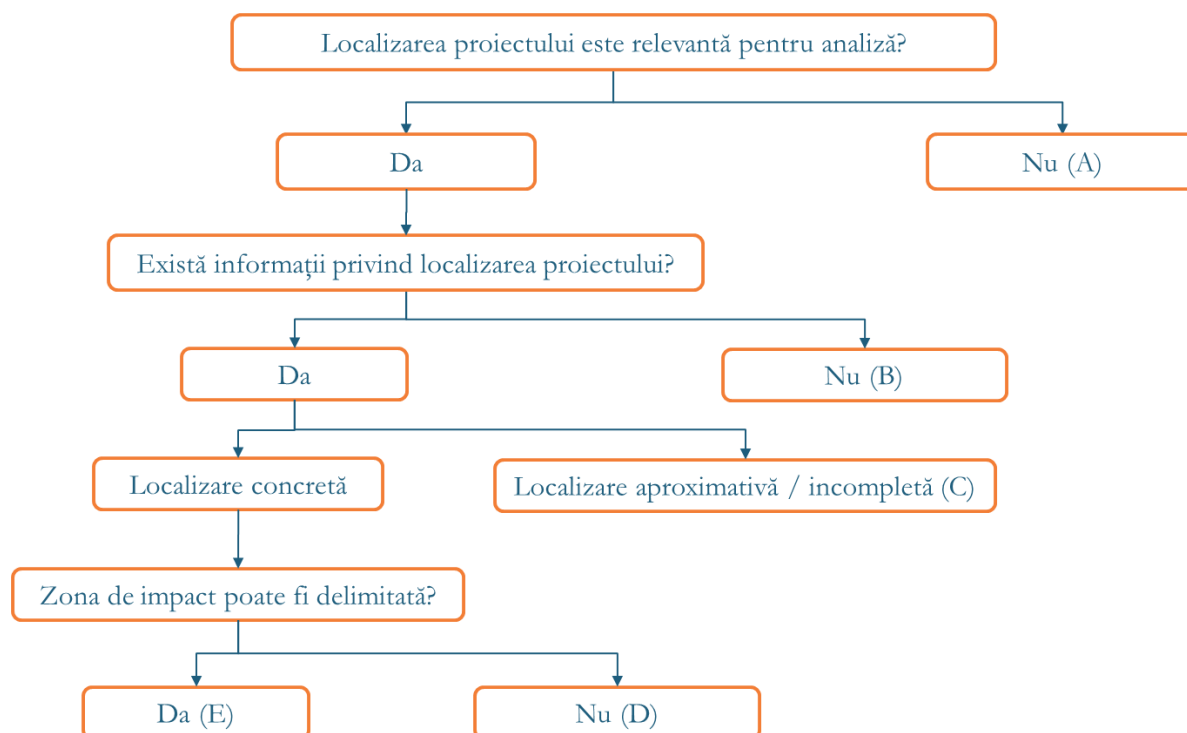 Localizarea proiectului este relevantă pentru analiză?
Da
Nu (A)
Există informații privind localizarea proiectului?
Da
Nu (B)
Localizare concretă
Localizare aproximativă / incompletă (C)
Zona de impact poate fi delimitată?
Da (E)
Nu (D)